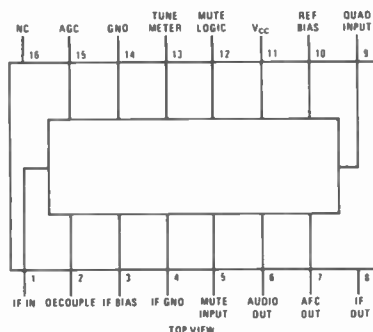 NC AGC GND TUNE METER MUTE LOGIC VCC REF BIAS QUAD INPUT
16 15 14 13 12 11 10 9
1 2 3 4 5 6 7 8
IF IN DECOUPLE IF BIAS IF GND MUTE INPUT AUDIO OUT AFC OUT IF OUT
TOP VIEW